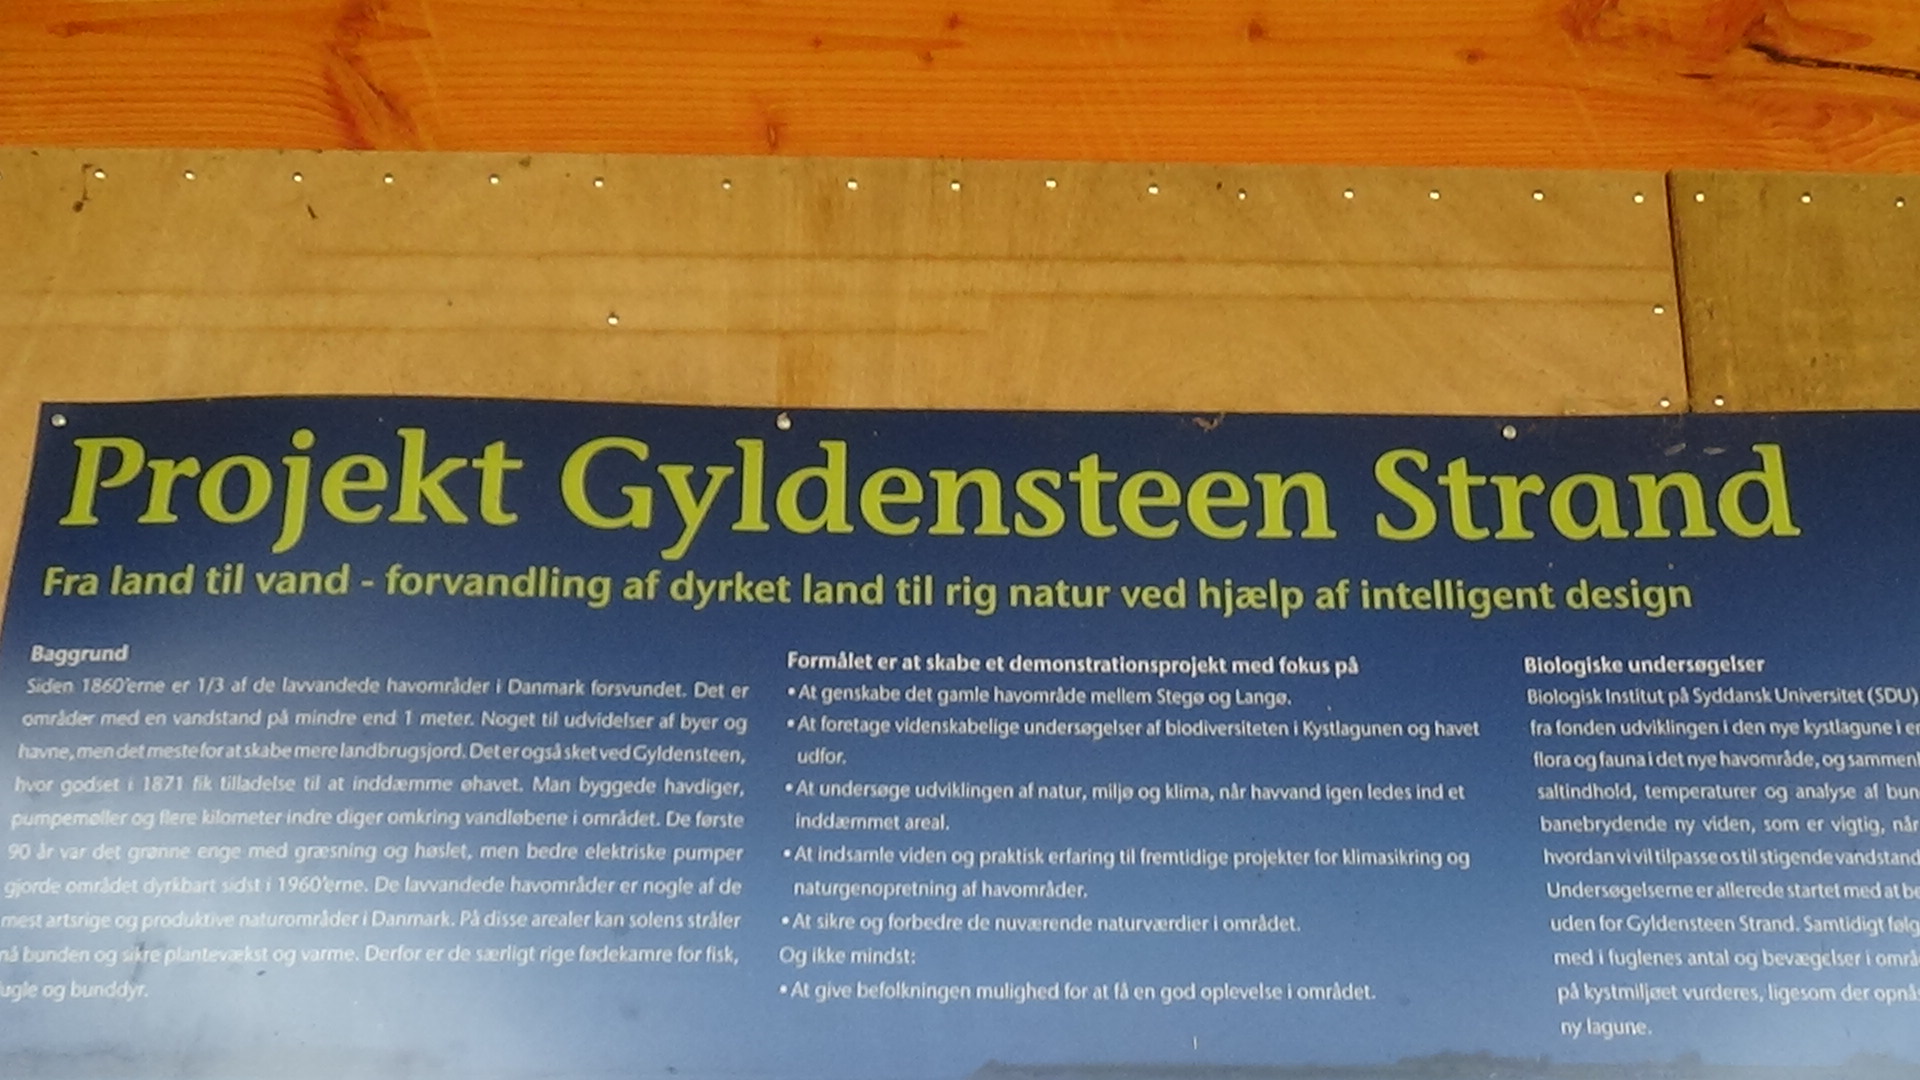 Projekt Gyldensteen Strand
Fra land til vand - forvandling af dyrket land til rig natur ved hjælp af intelligent design
Baggrund
Siden 1860'erne er 1/3 af de lavvandede havområder i Danmark forsvundet. Det er
områder med en vandstand på mindre end 1 meter. Noget til udvidelser af byer og
havne, men det meste for at skabe mere landbrugsjord. Det er også sket ved Gyldensteen,
hvor godset i 1871 fik tilladelse til at inddæmme øhavet. Man byggede havdiger,
pumpemøller og flere kilometer indre diger omkring vandløbene i området. De første
90 år var det grønne enge med græsning og høslet, men bedre elektriske pumper
gjorde området dyrkbart sidst i 1960'erne. De lavvandede havområder er nogle af de
mest artsrige og produktive naturområder i Danmark. På disse arealer kan solens stråler
nå bunden og sikre plantevækst og varme. Derfor er de særligt rige fødekamre for fisk,
ugle og bunddyr.
Formålet er at skabe et demonstrationsprojekt med fokus på
• At genskabe det gamle havområde mellem Stegø og Langø.
• At foretage videnskabelige undersøgelser af biodiversiteten i Kystlagunen og havet
udfor.
• At undersøge udviklingen af natur, miljø og klima, når havvand igen ledes ind et
inddæmmet areal.
• At indsamle viden og praktisk erfaring til fremtidige projekter for klimasikring og
naturgenopretning af havområder.
• At sikre og forbedre de nuværende naturværdier i området.
Og ikke mindst:
• At give befolkningen mulighed for at få en god oplevelse i området.
Biologiske undersøgelser
Biologisk Institut på Syddansk Universitet (SDU)
fra fonden udviklingen i den nye kystlagune i er
flora og fauna i det nye havområde, og sammenl
saltindhold, temperaturer og analyse af bun
banebrydende ny viden, som er vigtig, når
hvordan vi vil tilpasse os til stigende vandstand
Undersøgelserne er allerede startet med at be
uden for Gyldensteen Strand. Samtidigt følg
med i fuglenes antal og bevægelser i områ
på kystmiljøet vurderes, ligesom der opnås
ny lagune.